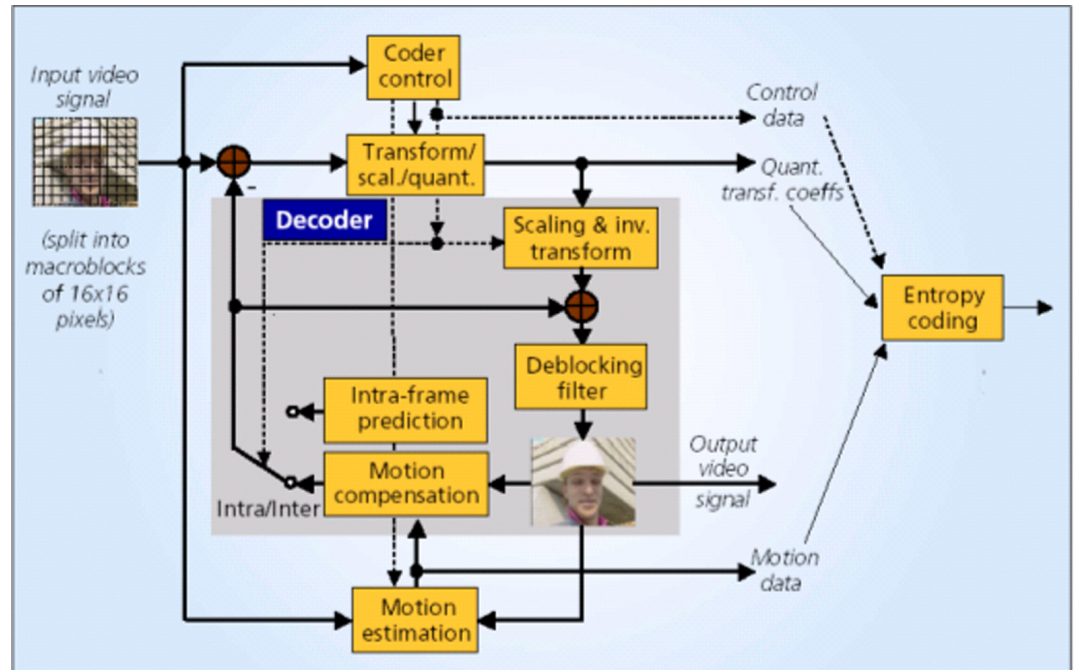 Input video
signal
(split into
macroblocks
of 16x16
pixels)
Coder
control
Transform/
scal./quant.
-
Decoder
Scaling & inv.
transform
Deblocking
filter
Intra-frame
prediction
Motion
compensation
Intra/Inter
Motion
estimation
Control
data
Quant.
transf. coeffs
Entropy
coding
Output
video
signal
Motion
data